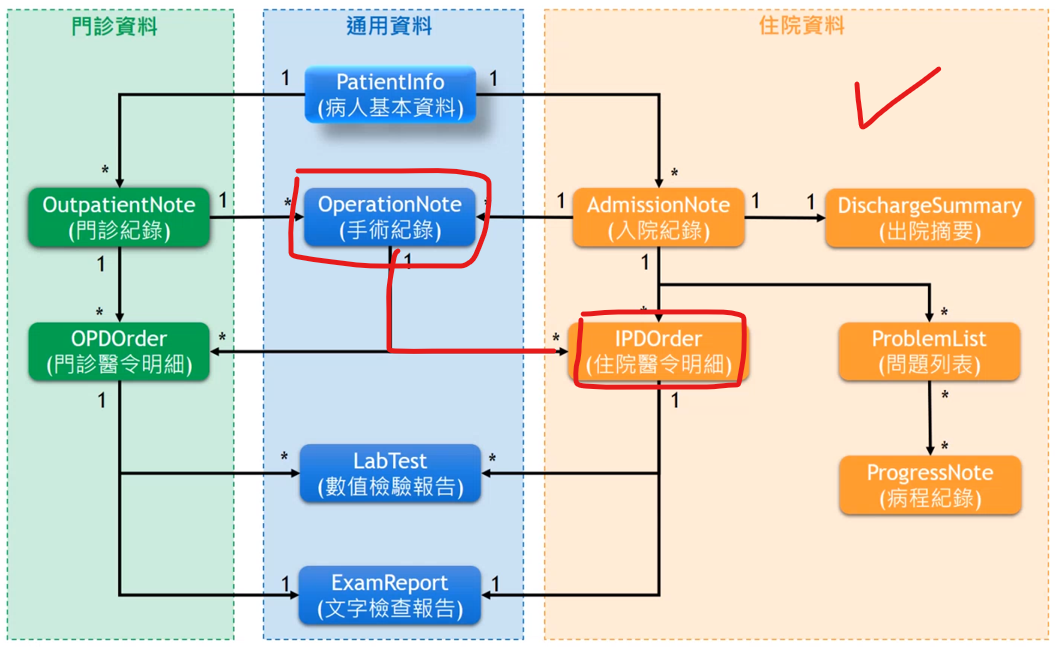 門診資料
通用資料
住院資料
1
PatientInfo
(病人基本資料)
1
*
*
OutpatientNote
(門診紀錄)
1
*
OperationNote
(手術紀錄)
*
1
AdmissionNote
(入院紀錄)
1
1
DischargeSummary
(出院摘要)
1
1
1
*
*
*
OPDOrder
(門診醫令明細)
*
*
IPDOrder
(住院醫令明細)
ProblemList
(問題列表)
1
1
*
*
LabTest
(數值檢驗報告)
*
*
ProgressNote
(病程紀錄)
1
ExamReport
(文字檢查報告)
1